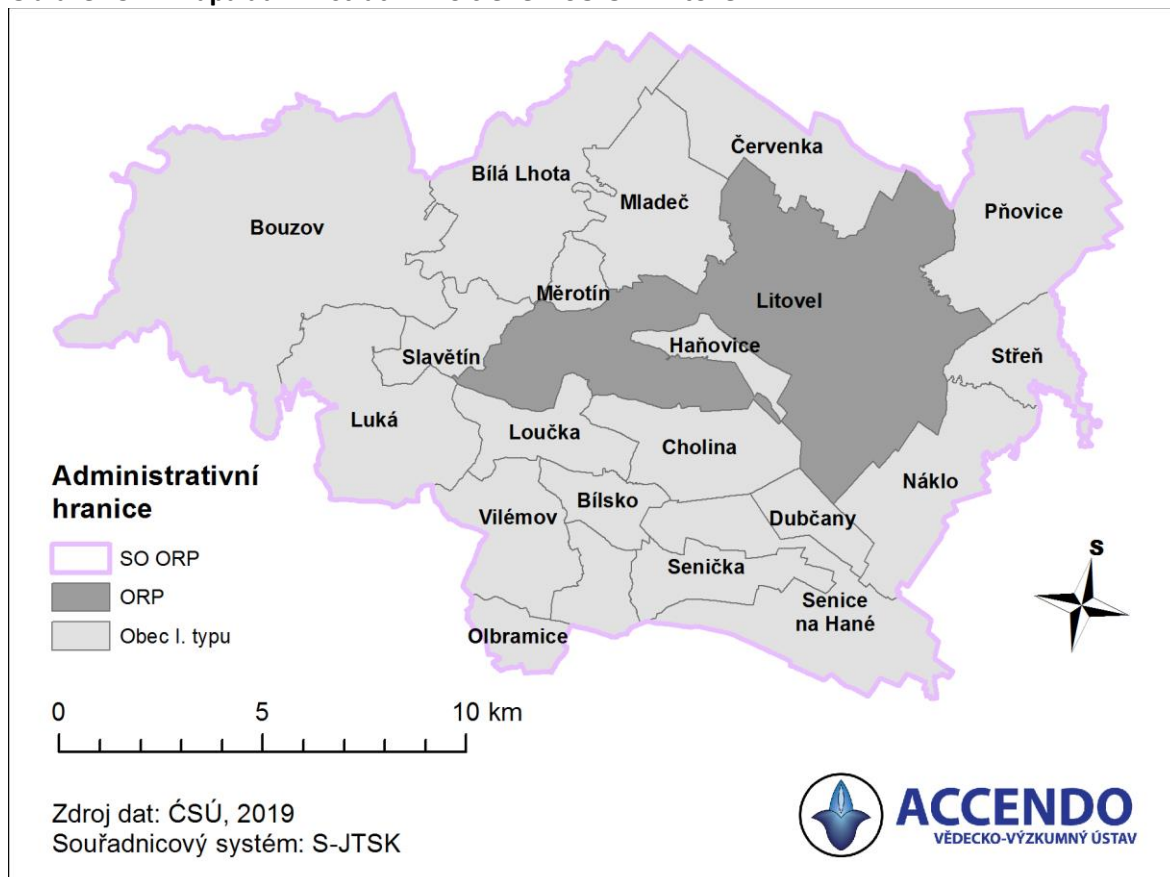 Bílá Lhota
Červenka
Mladeč
Pňovice
Bouzov
Měrotín
Litovel
Slavětín
Haňovice
Střeň
Luká
Loučka
Cholina
Náklo
Bílsko
Vilémov
Dubčany
Senička
Senice
na Hané
Olbramice
Administrativní
hranice
SO ORP
ORP
Obec I. typu
S
0 5 10 km
Zdroj dat: ĆSÚ, 2019
Souřadnicový systém: S-JTSK
ACCENDO
VĚDECKO-VÝZKUMNÝ ÚSTAV